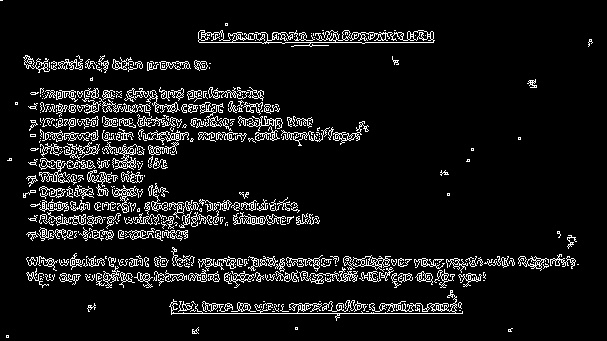 Feel young again with Regenisis HGH
Regenisis has been proven to:
- Improved sex drive and performance
- Improved immune and cardiac function
- Improved bone density, quicker healing time
- Improved brain function, memory, and mental focus
- Increased muscle tone
- Decrease in body fat
- Thicker fuller hair
- Decrease in body fat
- Boost in energy, strength, and endurance
- Reduction of wrinkles, tighter, smoother skin
- Better sleep experiences
Who wouldn't want to feel younger and stronger? Rediscover your youth with Regenisis.
View our website to learn more about what Regenisis HGH can do for you!
Click here to view special offers